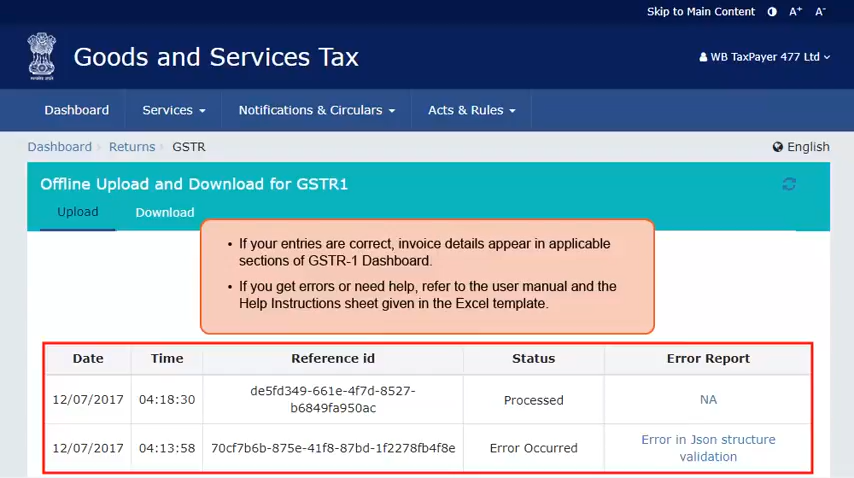 Skip to Main Content A+ A-
Goods and Services Tax
WB TaxPayer 477 Ltd
Dashboard Services Notifications & Circulars Acts & Rules
Dashboard Returns GSTR English
Offline Upload and Download for GSTR1
Upload Download
• If your entries are correct, invoice details appear in applicable
sections of GSTR-1 Dashboard.
• If you get errors or need help, refer to the user manual and the
Help Instructions sheet given in the Excel template.
Date Time Reference id Status Error Report
12/07/2017 04:18:30 de5fd349-661e-4f7d-8527-
b6849fa950ac Processed NA
12/07/2017 04:13:58 70cf7b6b-875e-41f8-87bd-1f2278fb4f8e Error Occurred Error in Json structure
validation